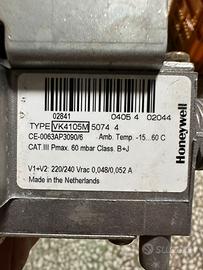 02841 0405 4 02044
TYPE VK4105M 5074 4
CE-0063AP3090/6 Amb. Temp. -15...60 C
CAT.III Pmax. 60 mbar Class. B+J
V1+V2: 220/240 Vrac 0,048/0,052 A
Made in the Netherlands
Honeywell
subito